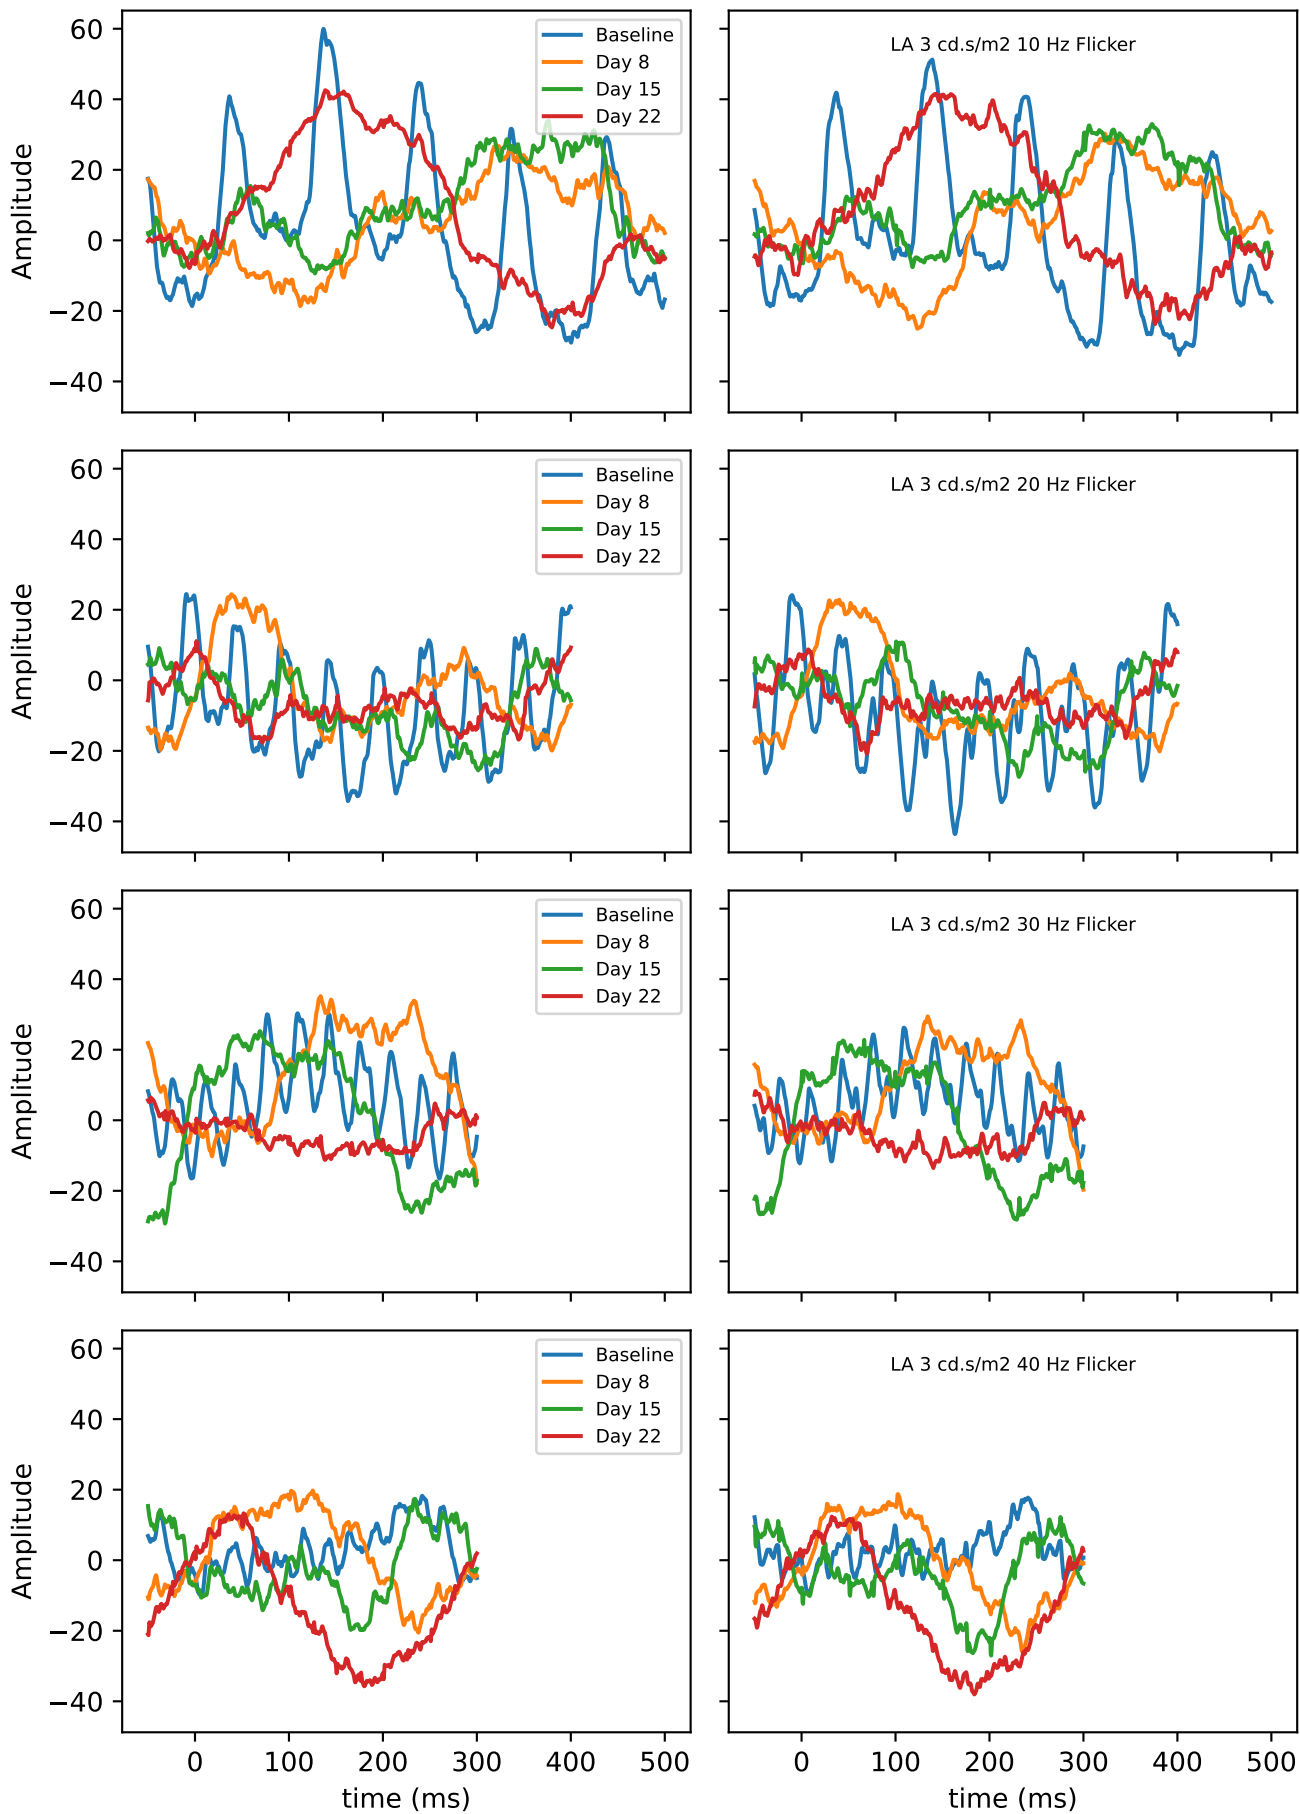 60
40
20
0
−20
−40
Amplitude
Baseline
Day 8
Day 15
Day 22
LA 3 cd.s/m2 10 Hz Flicker
60
40
20
0
−20
−40
Amplitude
Baseline
Day 8
Day 15
Day 22
LA 3 cd.s/m2 20 Hz Flicker
60
40
20
0
−20
−40
Amplitude
Baseline
Day 8
Day 15
Day 22
LA 3 cd.s/m2 30 Hz Flicker
60
40
20
0
−20
−40
Amplitude
Baseline
Day 8
Day 15
Day 22
LA 3 cd.s/m2 40 Hz Flicker
0 100 200 300 400 500
time (ms)
0 100 200 300 400 500
time (ms)